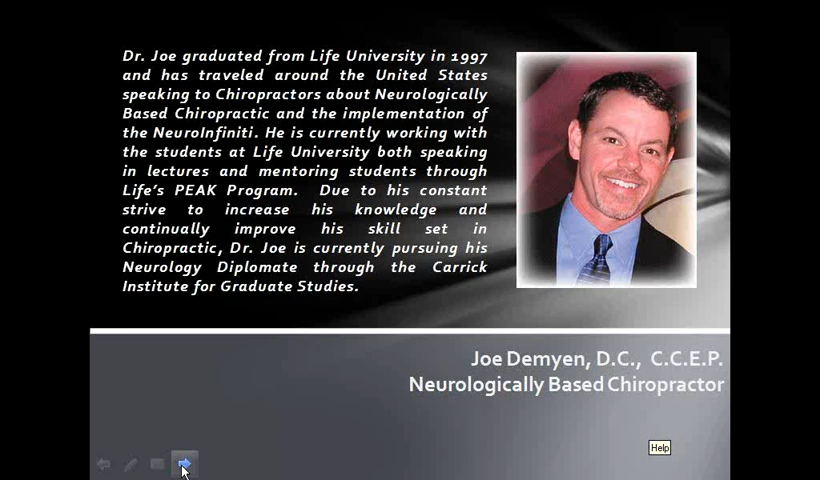 Dr. Joe graduated from Life University in 1997
and has traveled around the United States
speaking to Chiropractors about Neurologically
Based Chiropractic and the implementation of
the NeuroInfiniti. He is currently working with
the students at Life University both speaking
in lectures and mentoring students through
Life's PEAK Program. Due to his constant
strive to increase his knowledge and
continually improve his skill set in
Chiropractic, Dr. Joe is currently pursuing his
Neurology Diplomate through the Carrick
Institute for Graduate Studies.
Joe Demyen, D.C., C.C.E.P.
Neurologically Based Chiropractor
Help